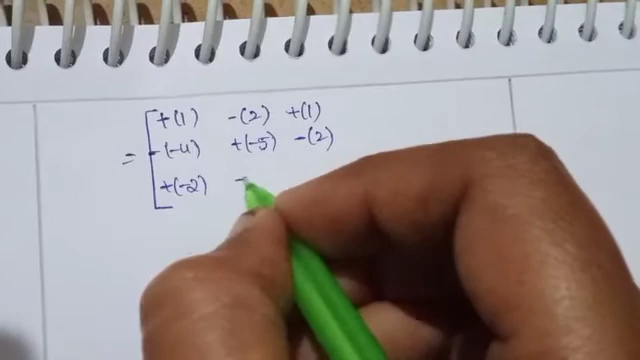 +(1) -(2) +(1)
= -(-4) +(-5) -(2)
+(-2) -